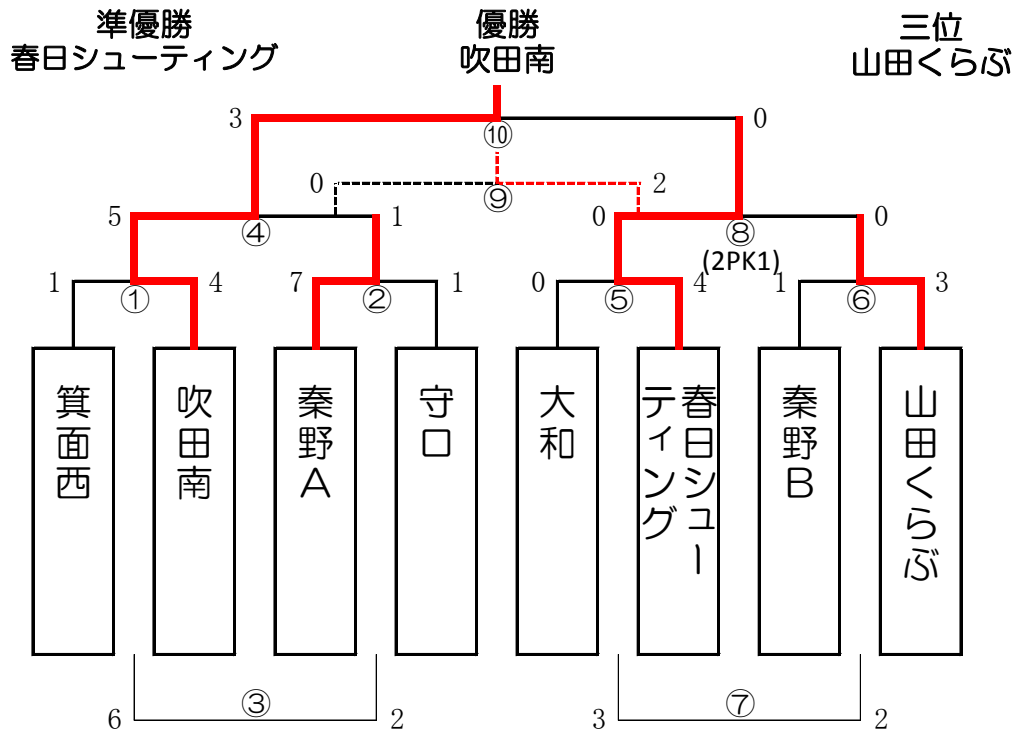 準優勝
春日シューティング
優勝
吹田南
三位
山田くらぶ
3
⑩
0
0
⑨
2
5
④
1
0
⑧
0
(2PK1)
1
①
4
7
②
1
0
⑤
4
1
⑥
3
箕面西
吹田南
秦野A
守口
大和
春日シュー
ティング
秦野B
山田くらぶ
6
③
2
3
⑦
2